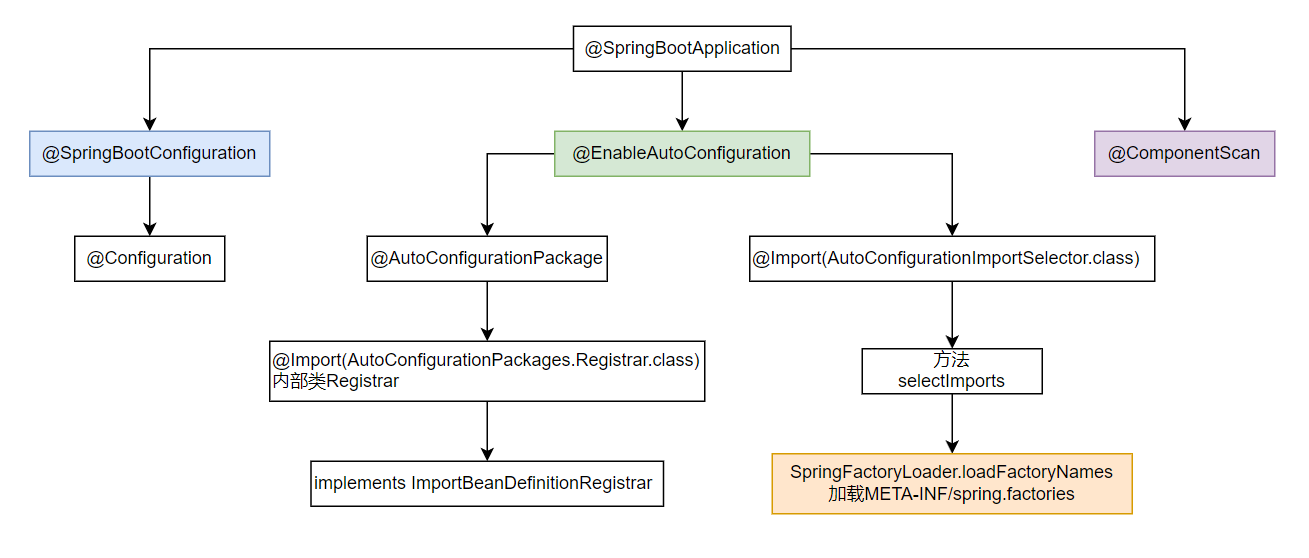 @SpringBootApplication
@SpringBootConfiguration
@EnableAutoConfiguration
@ComponentScan
@Configuration
@AutoConfigurationPackage
@Import(AutoConfigurationImportSelector.class)
@Import(AutoConfigurationPackages.Registrar.class)
内部类Registrar
方法
selectImports
implements ImportBeanDefinitionRegistrar
SpringFactoryLoader.loadFactoryNames
加载META-INF/spring.factories